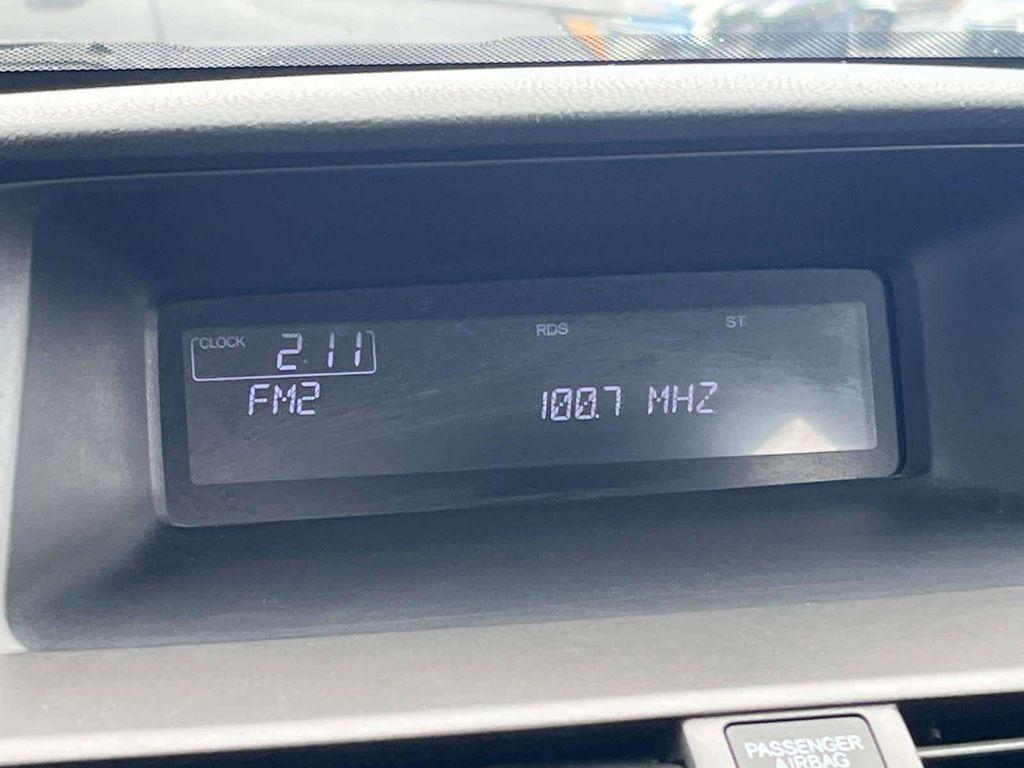 CLOCK 2:11
RDS
ST
FM2
100.7 MHZ
PASSENGER
AIRBAG